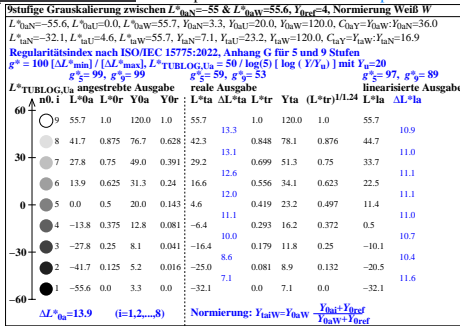 9stufige Grauskalierung zwischen L*0aN=−55 & L*0aW=55.6, Y0ref=4, Normierung Weiß W
L*0aN=−55.6, L*0aU=0.0, L*0aW=55.7, Y0aN=3.3, Y0aU=20.0, Y0aW=120.0, C0aY=Y0aW:Y0aN=36.0
L*taN=−32.1, L*taU=4.6, L*taW=55.7, YtaN=7.1, YtaU=23.2, YtaW=120.0, CtaY=YtaW:YtaN=16.9
Regularitätsindex nach ISO/IEC 15775:2022, Anhang G für 5 und 9 Stufen
g* = 100 [ΔL*min] / [ΔL*max], L*TUBLOG,Ua = 50 / log(5) [ log ( Y/Yu) ] mit Yu=20
g*5= 99, g*9= 99 g*5= 59, g*9= 53 g*5= 97, g*9= 89
L*TUBLOG,Ua angestrebte Ausgabe reale Ausgabe linearisierte Ausgabe
n0. i L*0a L*0r Y0a Y0r L*ta ΔL*ta L*tr Yta (L*tr)1/1.24 L*la ΔL*la
60 9 55.7 1.0 120.0 1.0 55.7 1.0 120.0 1.0 55.7
13.3 10.9
8 41.7 0.875 76.7 0.628 42.3 0.876 78.1 0.898 44.7
13.1 11.0
30 7 27.8 0.75 49.0 0.391 29.2 0.699 51.3 0.75 33.7
12.6 11.1
6 13.9 0.625 31.3 0.24 16.6 0.556 34.1 0.623 22.5
12.0 11.1
0 5 0.0 0.5 20.0 0.143 4.6 0.419 23.2 0.497 11.4
11.1 11.0
4 −13.8 0.375 12.8 0.081 −6.4 0.293 16.2 0.372 0.5
10.0 10.7
−30 3 −27.8 0.25 8.1 0.041 −16.4 0.179 11.8 0.25 −10.1
8.6 10.4
2 −41.7 0.125 5.2 0.016 −25.0 0.081 8.9 0.132 −20.5
7.1 11.6
1 −55.6 0.0 3.3 0.0 −32.1 0.0 7.1 0.0 −32.1
−60
ΔL*0a=13.9 (i=1,2,...,8) Normierung: YtaiW=Y0aW (Y0ai+Y0ref)/(Y0aW+Y0ref)